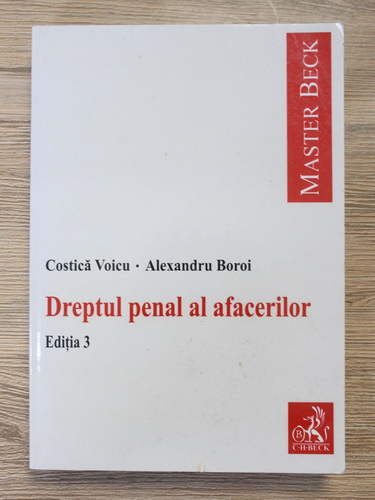 MASTER BECK
Costică Voicu · Alexandru Boroi
Dreptul penal al afacerilor
Ediția 3
B
C·H·BECK